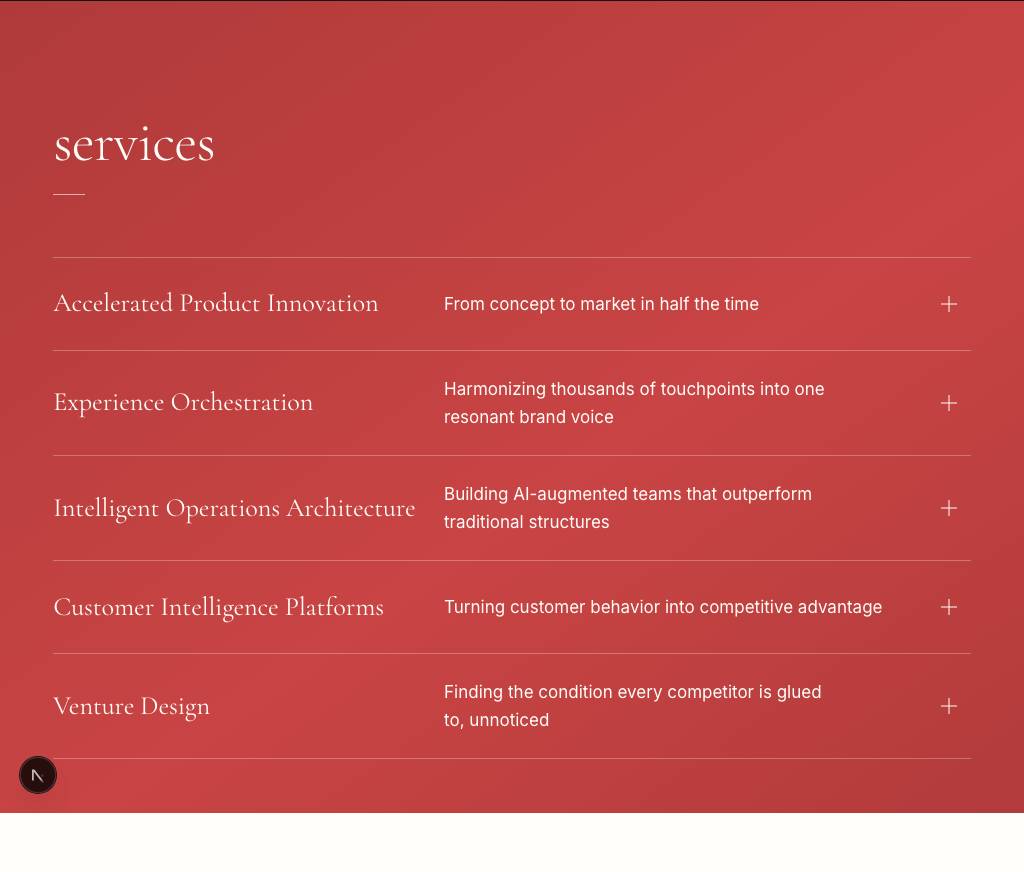 services
Accelerated Product Innovation
From concept to market in half the time
Experience Orchestration
Harmonizing thousands of touchpoints into one
resonant brand voice
Intelligent Operations Architecture
Building AI-augmented teams that outperform
traditional structures
Customer Intelligence Platforms
Turning customer behavior into competitive advantage
Venture Design
Finding the condition every competitor is glued
to, unnoticed
N